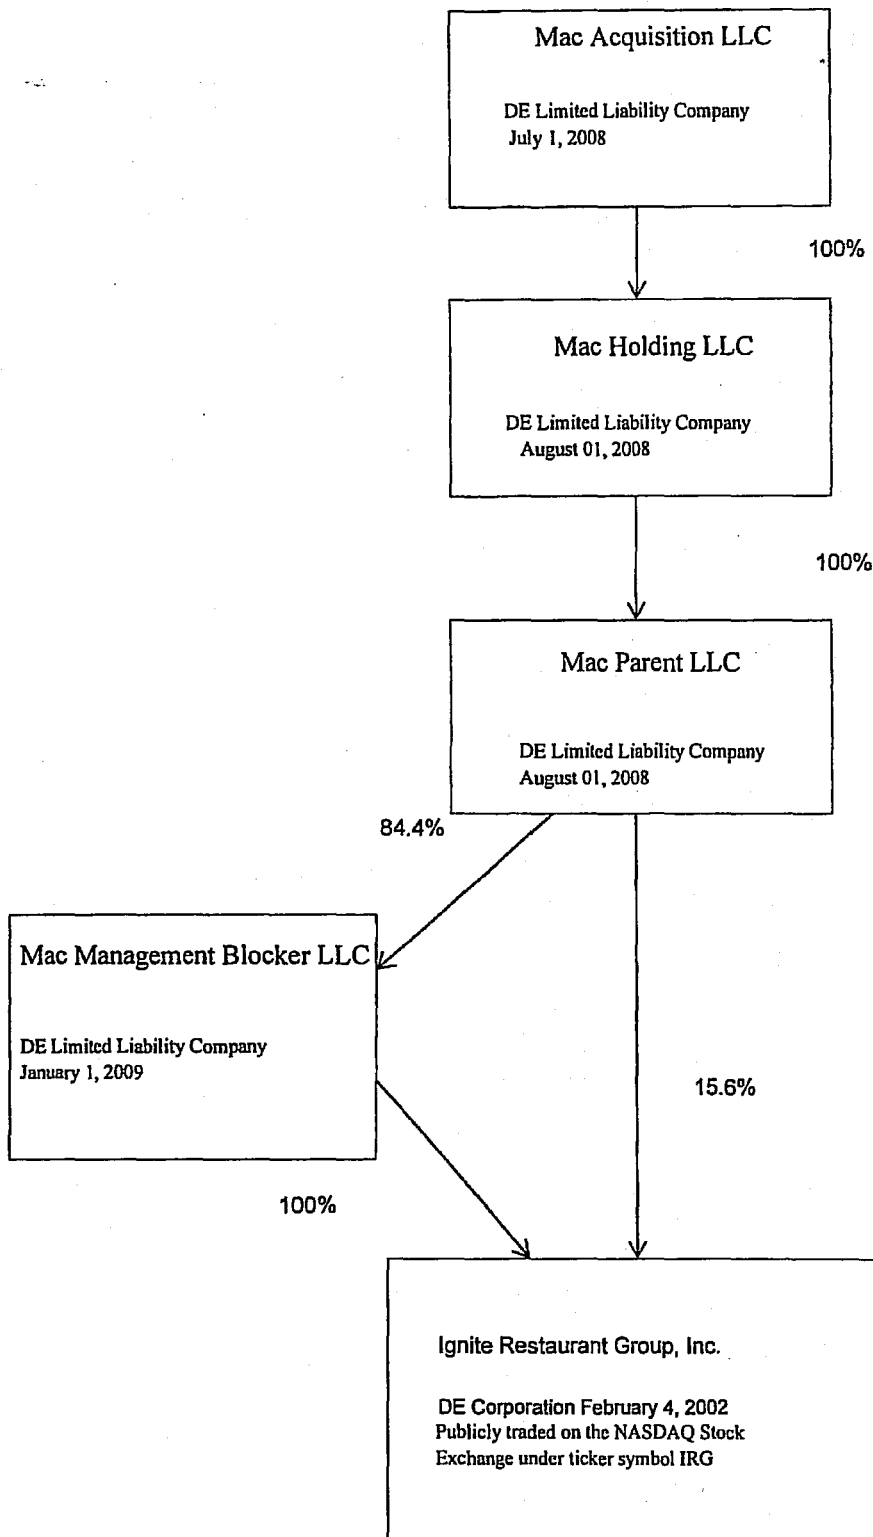 Mac Acquisition LLC
DE Limited Liability Company
July 1, 2008
100%
Mac Holding LLC
DE Limited Liability Company
August 01, 2008
100%
Mac Parent LLC
DE Limited Liability Company
August 01, 2008
84.4%
Mac Management Blocker LLC
DE Limited Liability Company
January 1, 2009
15.6%
100%
Ignite Restaurant Group, Inc.
DE Corporation February 4, 2002
Publicly traded on the NASDAQ Stock
Exchange under ticker symbol IRG